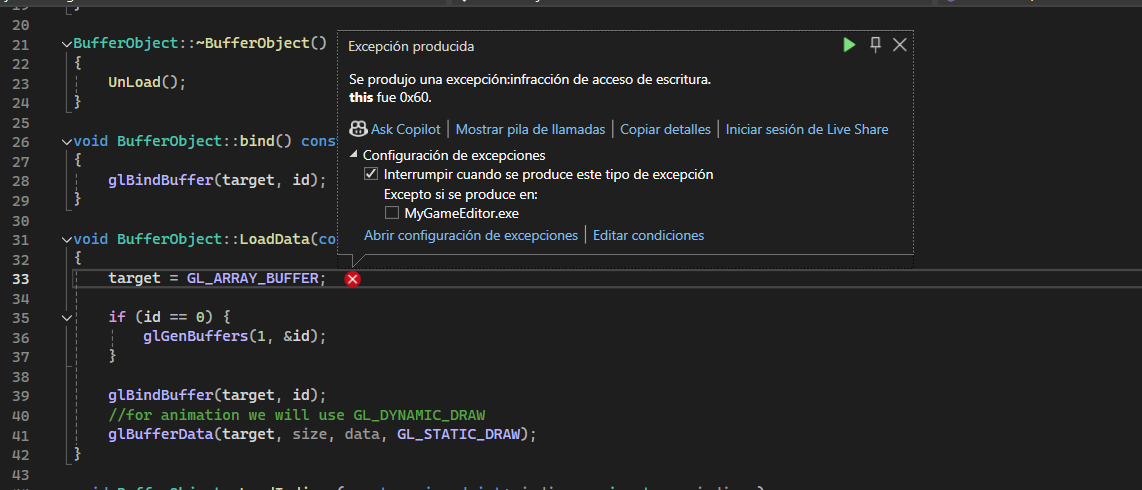 20
21 BufferObject::~BufferObject()
22 {
23 UnLoad();
24 }
25
26 void BufferObject::bind() cons
27 {
28 glBindBuffer(target, id);
29 }
30
31 void BufferObject::LoadData(co
32 {
33 target = GL_ARRAY_BUFFER;
34
35 if (id == 0) {
36 glGenBuffers(1, &id);
37 }
38
39 glBindBuffer(target, id);
40 //for animation we will use GL_DYNAMIC_DRAW
41 glBufferData(target, size, data, GL_STATIC_DRAW);
42 }
43
Excepción producida
Se produjo una excepción:infracción de acceso de escritura.
this fue 0x60.
Ask Copilot | Mostrar pila de llamadas | Copiar detalles | Iniciar sesión de Live Share
Configuración de excepciones
Interrumpir cuando se produce este tipo de excepción
Excepto si se produce en:
MyGameEditor.exe
Abrir configuración de excepciones | Editar condiciones